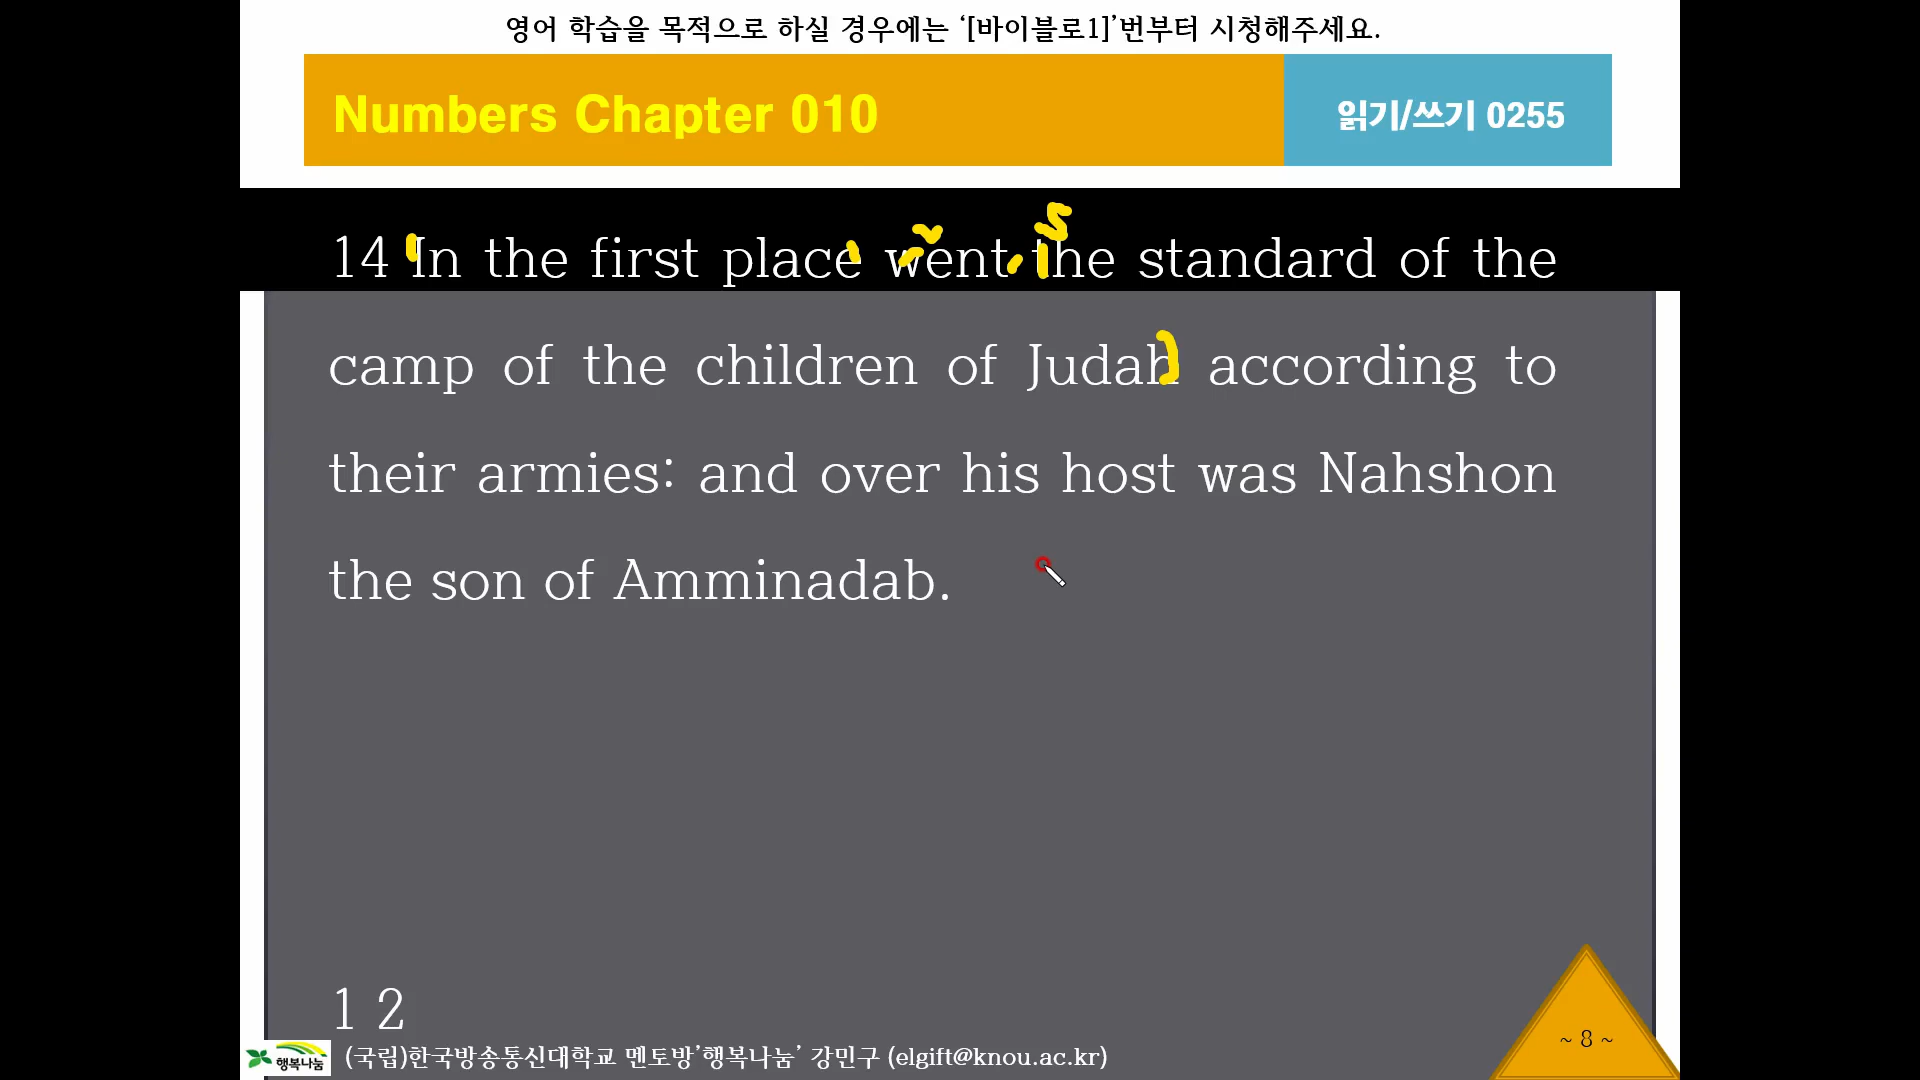 영어 학습을 목적으로 하실 경우에는 ‘[바이블로1]’번부터 시청해주세요.
Numbers Chapter 010
읽기/쓰기 0255
14 In the first place went the standard of the
camp of the children of Judah according to
their armies: and over his host was Nahshon
the son of Amminadab.
1 2
~ 8 ~
행복나눔
(국립)한국방송통신대학교 멘토방’행복나눔’ 강민구 (elgift@knou.ac.kr)